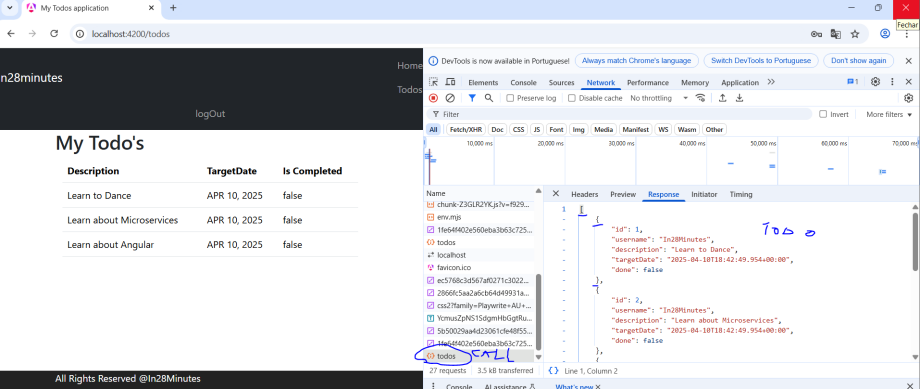 My Todos application
Fechar
localhost:4200/todos
In28minutes
Home
Todos
logOut
My Todo's
Description TargetDate Is Completed
Learn to Dance APR 10, 2025 false
Learn about Microservices APR 10, 2025 false
Learn about Angular APR 10, 2025 false
All Rights Reserved @In28Minutes
DevTools is now available in Portuguese! Always match Chrome's language Switch DevTools to Portuguese Don't show again
Elements Console Sources Network Performance Memory Application 1
Preserve log Disable cache No throttling
Filter Invert More filters
All Fetch/XHR Doc CSS JS Font Img Media Manifest WS Wasm Other
10,000 ms 20,000 ms 30,000 ms 40,000 ms 50,000 ms 60,000 ms 70,000 ms
Name
chunk-Z3GLR2YK.js?v=f929...
env.mjs
1fe64f402e560eba3b63c725...
todos
localhost
favicon.ico
ec5768c3d567af0271c3022...
2866fc5aa2a6cb64d49931a...
css2?family=Playwrite+AU+...
YcmusZpNS1SdgmHbGgtRu...
5b50029aa4d23061cfe48f55...
1fe64f402e560eba3b63c725...
todos CALL
27 requests 3.5 kB transferred
Headers Preview Response Initiator Timing
1 [
- {
- "id": 1,
- "username": "In28Minutes",
- "description": "Learn to Dance",
- "targetDate": "2025-04-10T18:42:49.954+00:00",
- "done": false
- },
- {
- "id": 2,
- "username": "In28Minutes",
- "description": "Learn about Microservices",
- "targetDate": "2025-04-10T18:42:49.954+00:00",
- "done": false
- },
- {
TODO
{} Line 1, Column 2
Console AI assistance What's new